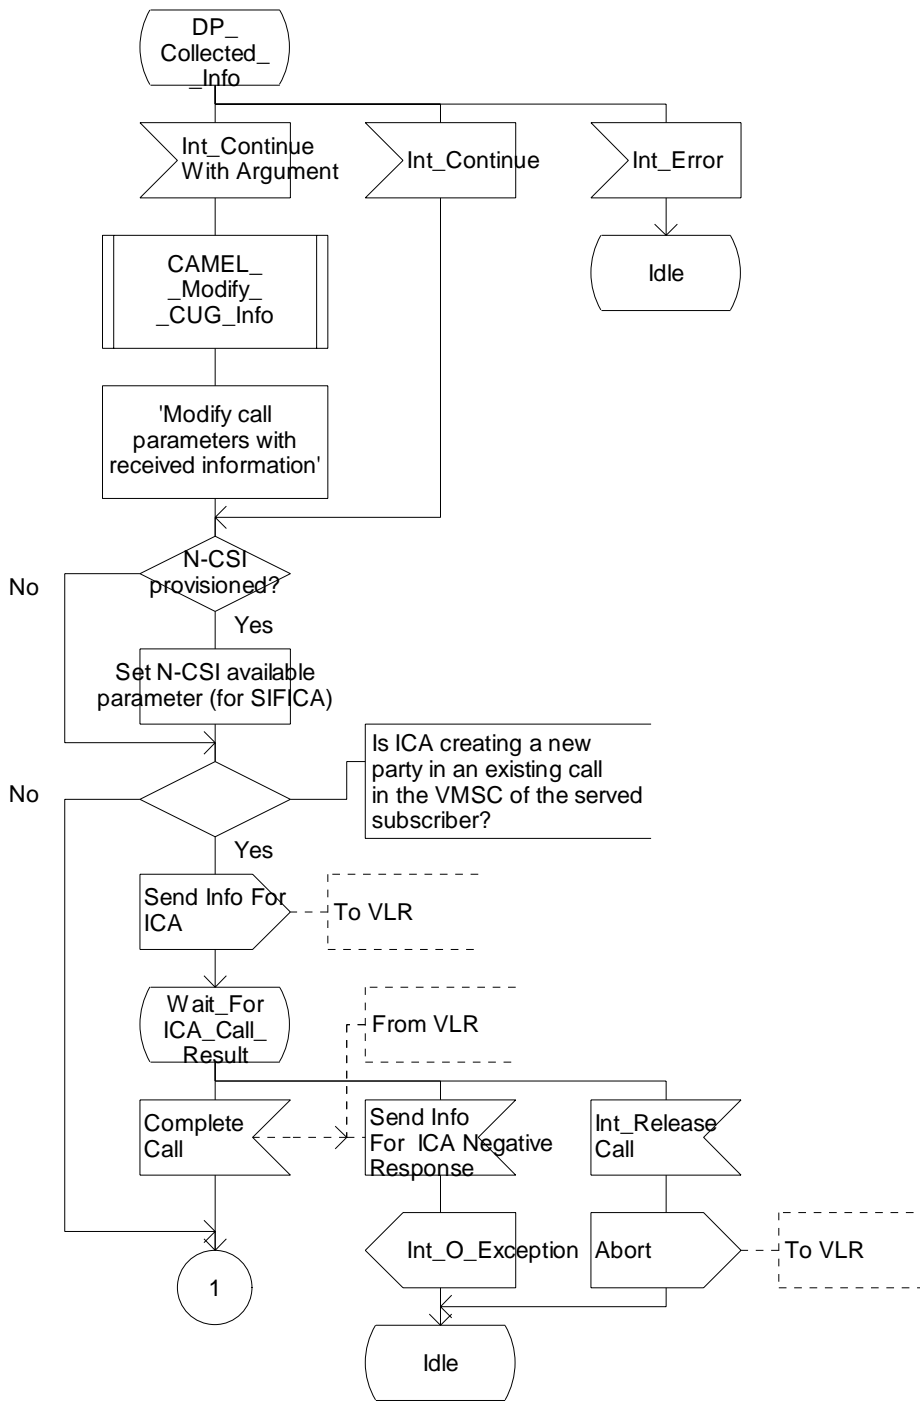 DP_
Collected_
_Info
Int_Continue
With Argument
Int_Continue
Int_Error
CAMEL_
_Modify_
_CUG_Info
Idle
'Modify call
parameters with
received information'
N-CSI
provisioned?
No
Yes
Set N-CSI available
parameter (for SIFICA)
Is ICA creating a new
party in an existing call
in the VMSC of the served
subscriber?
No
Yes
Send Info For
ICA
To VLR
Wait_For
ICA_Call_
Result
From VLR
Complete
Call
Send Info
For ICA Negative
Response
Int_Release
Call
Int_O_Exception
Abort
To VLR
1
Idle